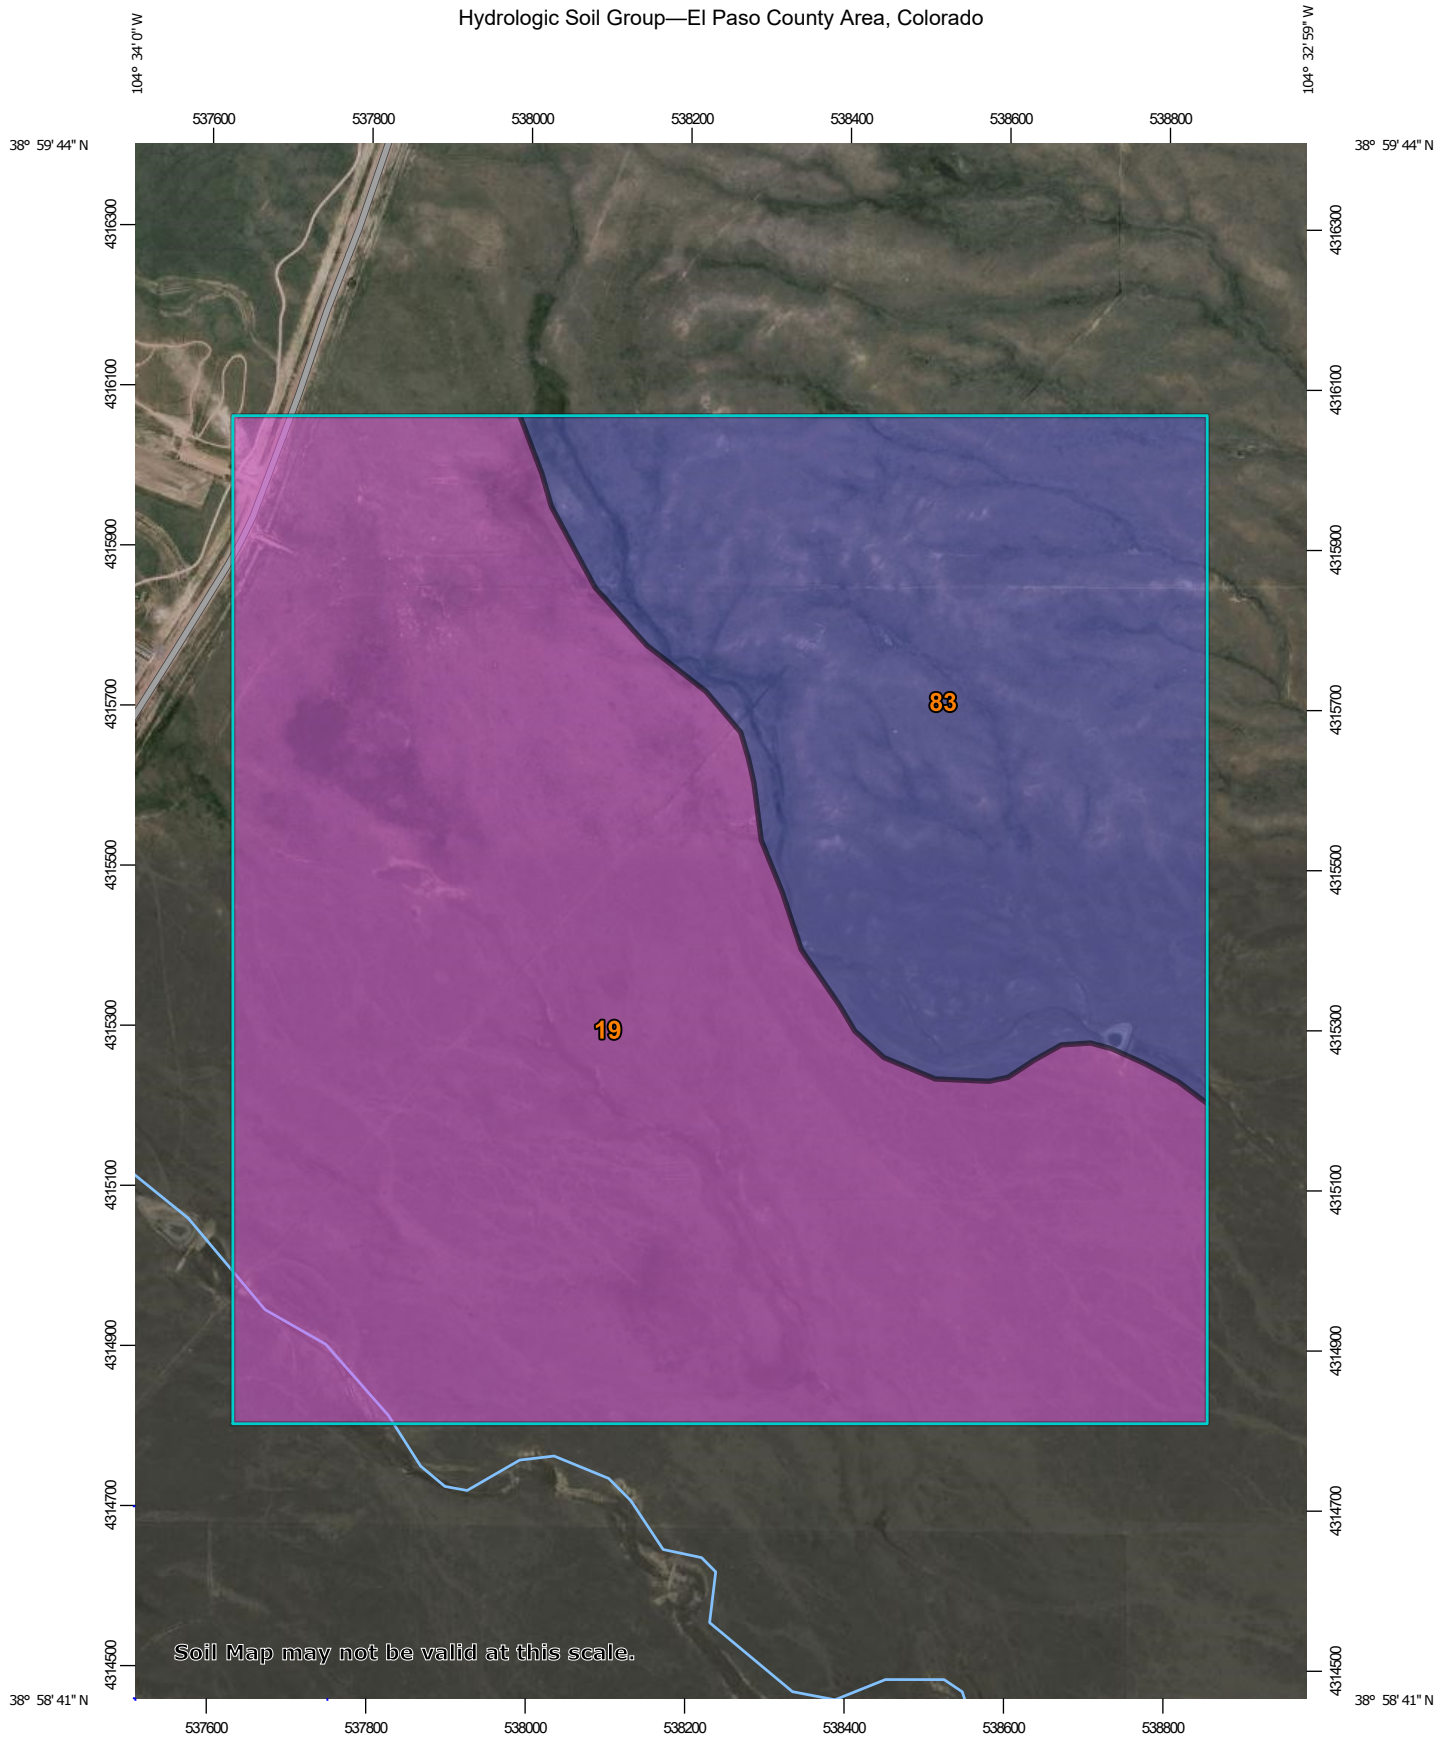 Hydrologic Soil Group—El Paso County Area, Colorado
104° 34' 0'' W
104° 32' 59'' W
537600 537800 538000 538200 538400 538600 538800
38° 59' 44'' N
38° 59' 44'' N
4316300
4316300
4316100
4316100
4315900
4315900
4315700
83
4315700
4315500
4315500
4315300
19
4315300
4315100
4315100
4314900
4314900
4314700
4314700
Soil Map may not be valid at this scale.
4314500
4314500
38° 58' 41'' N
38° 58' 41'' N
537600 537800 538000 538200 538400 538600 538800